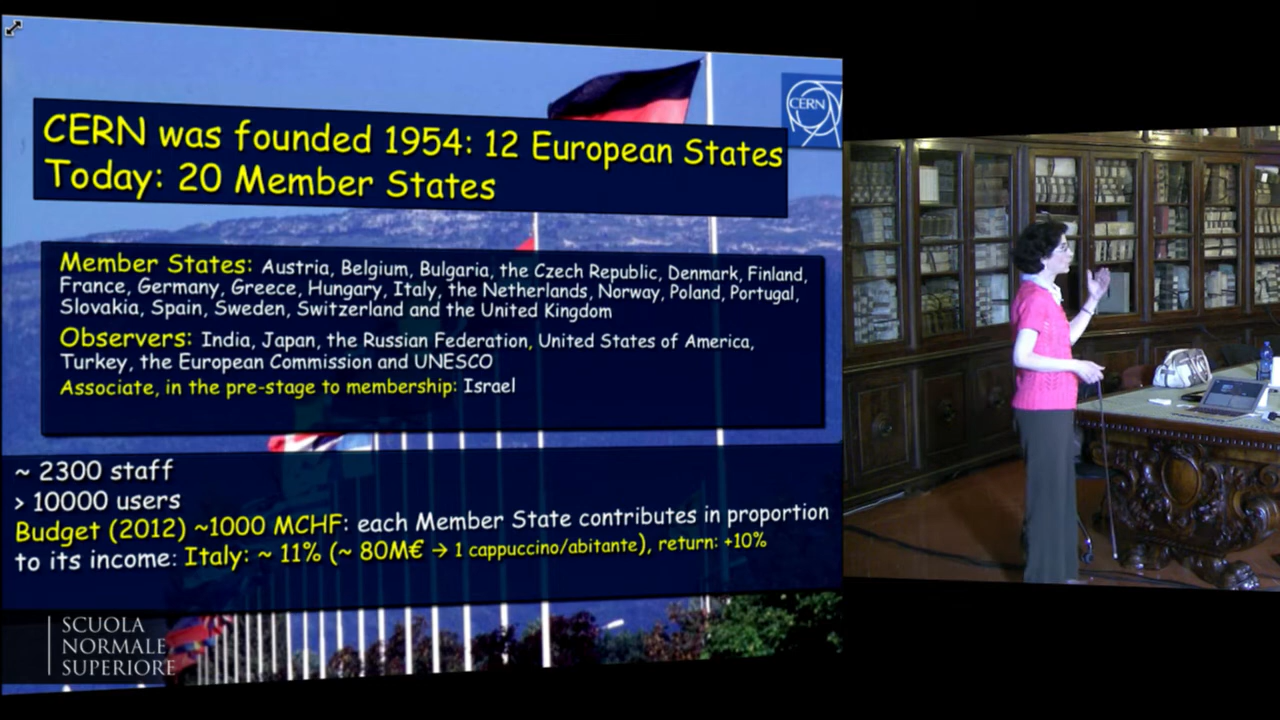 CERN was founded 1954: 12 European States
Today: 20 Member States
CERN
Member States: Austria, Belgium, Bulgaria, the Czech Republic, Denmark, Finland,
France, Germany, Greece, Hungary, Italy, the Netherlands, Norway, Poland, Portugal,
Slovakia, Spain, Sweden, Switzerland and the United Kingdom
Observers: India, Japan, the Russian Federation, United States of America,
Turkey, the European Commission and UNESCO
Associate, in the pre-stage to membership: Israel
~ 2300 staff
> 10000 users
Budget (2012) ~1000 MCHF: each Member State contributes in proportion
to its income: Italy: ~ 11% (~ 80M€ → 1 cappuccino/abitante), return: +10%
SCUOLA
NORMALE
SUPERIORE